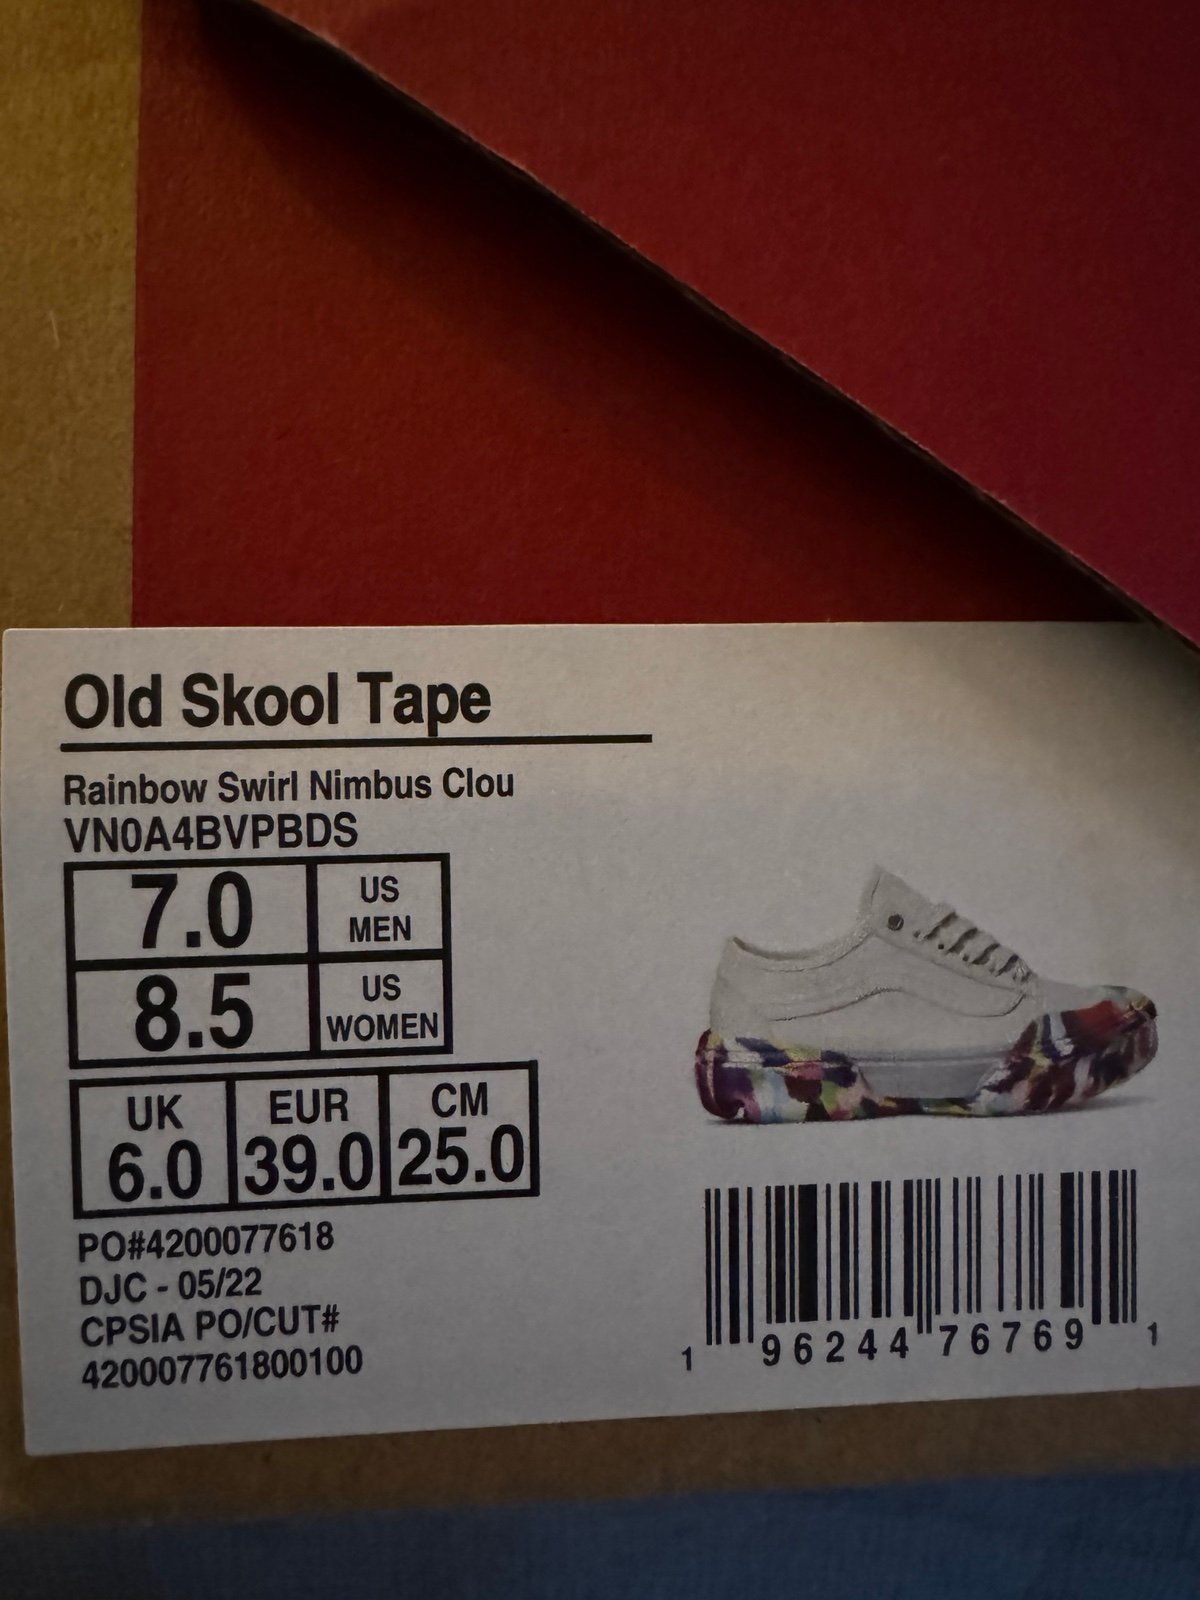 Old Skool Tape
Rainbow Swirl Nimbus Clou
VN0A4BVPBDS
7.0 US MEN
8.5 US WOMEN
UK EUR CM
6.0 39.0 25.0
PO#4200077618
DJC - 05/22
CPSIA PO/CUT#
420007761800100
1 96244 76769 1